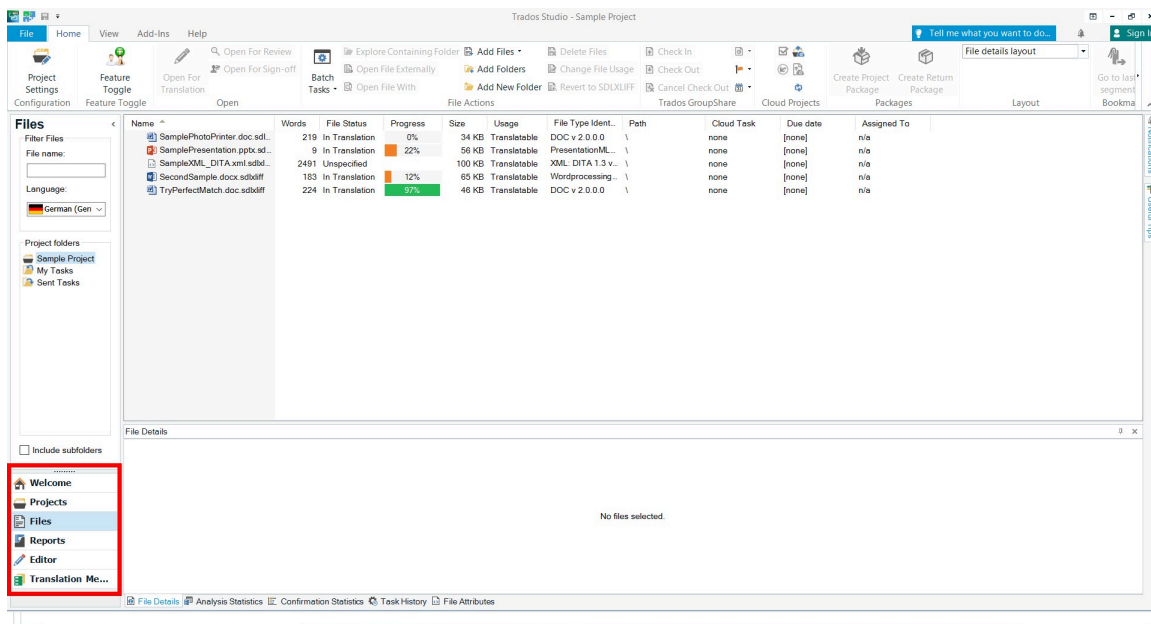 Trados Studio - Sample Project
File Home View Add-Ins Help Tell me what you want to do...
Project Settings
Configuration
Feature Toggle
Feature Toggle
Open For Translation
Open For Review
Open For Sign-off
Open
Batch Tasks
Explore Containing Folder
Open File Externally
Open File With
Add Files
Add Folders
Add New Folder
Delete Files
Change File Usage
Revert to SDLXLIFF
File Actions
Check In
Check Out
Cancel Check Out
Trados GroupShare
Cloud Projects
Create Project Package
Create Return Package
Packages
File details layout
Layout
Go to last segment
Files
Filter Files
File name:
Language:
German (Gen
Project folders
Sample Project
My Tasks
Sent Tasks
Include subfolders
Welcome
Projects
Files
Reports
Editor
Translation Me...
Name Words File Status Progress Size Usage File Type Ident... Path Cloud Task Due date Assigned To
SamplePhotoPrinter.doc.sdl... 219 In Translation 0% 34 KB Translatable DOC v 2.0.0.0 \ none [none] n/a
SamplePresentation.pptx.sd... 9 In Translation 22% 56 KB Translatable PresentationML... \ none [none] n/a
SampleXML_DITA.xml.sdlxl... 2491 Unspecified 100 KB Translatable XML: DITA 1.3 v... \ none [none] n/a
SecondSample.docx.sdlxliff 183 In Translation 12% 65 KB Translatable Wordprocessing... \ none [none] n/a
TryPerfectMatch.doc.sdlxliff 224 In Translation 97% 46 KB Translatable DOC v 2.0.0.0 \ none [none] n/a
File Details
No files selected.
File Details Analysis Statistics Confirmation Statistics Task History File Attributes
Notifications
Useful Tips